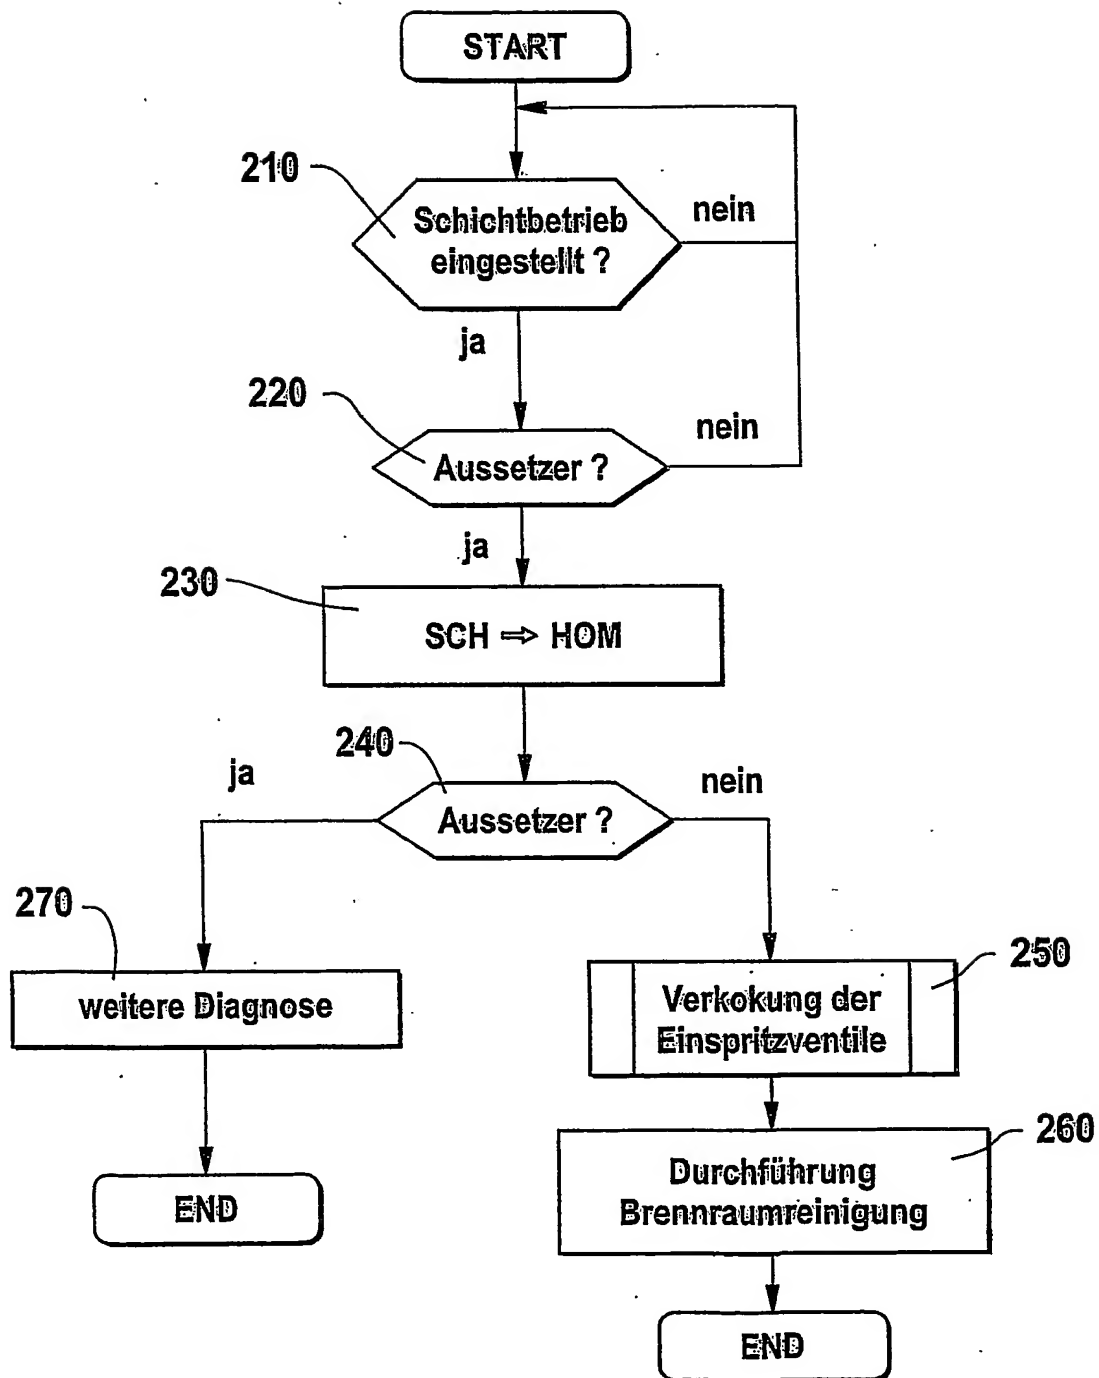 START
210
Schichtbetrieb
eingestellt ?
nein
ja
220
Aussetzer ?
nein
ja
230
SCH ⇒ HOM
240
ja
Aussetzer ?
nein
270
weitere Diagnose
250
Verkokung der
Einspritzventile
260
Durchführung
Brennraumreinigung
END
END